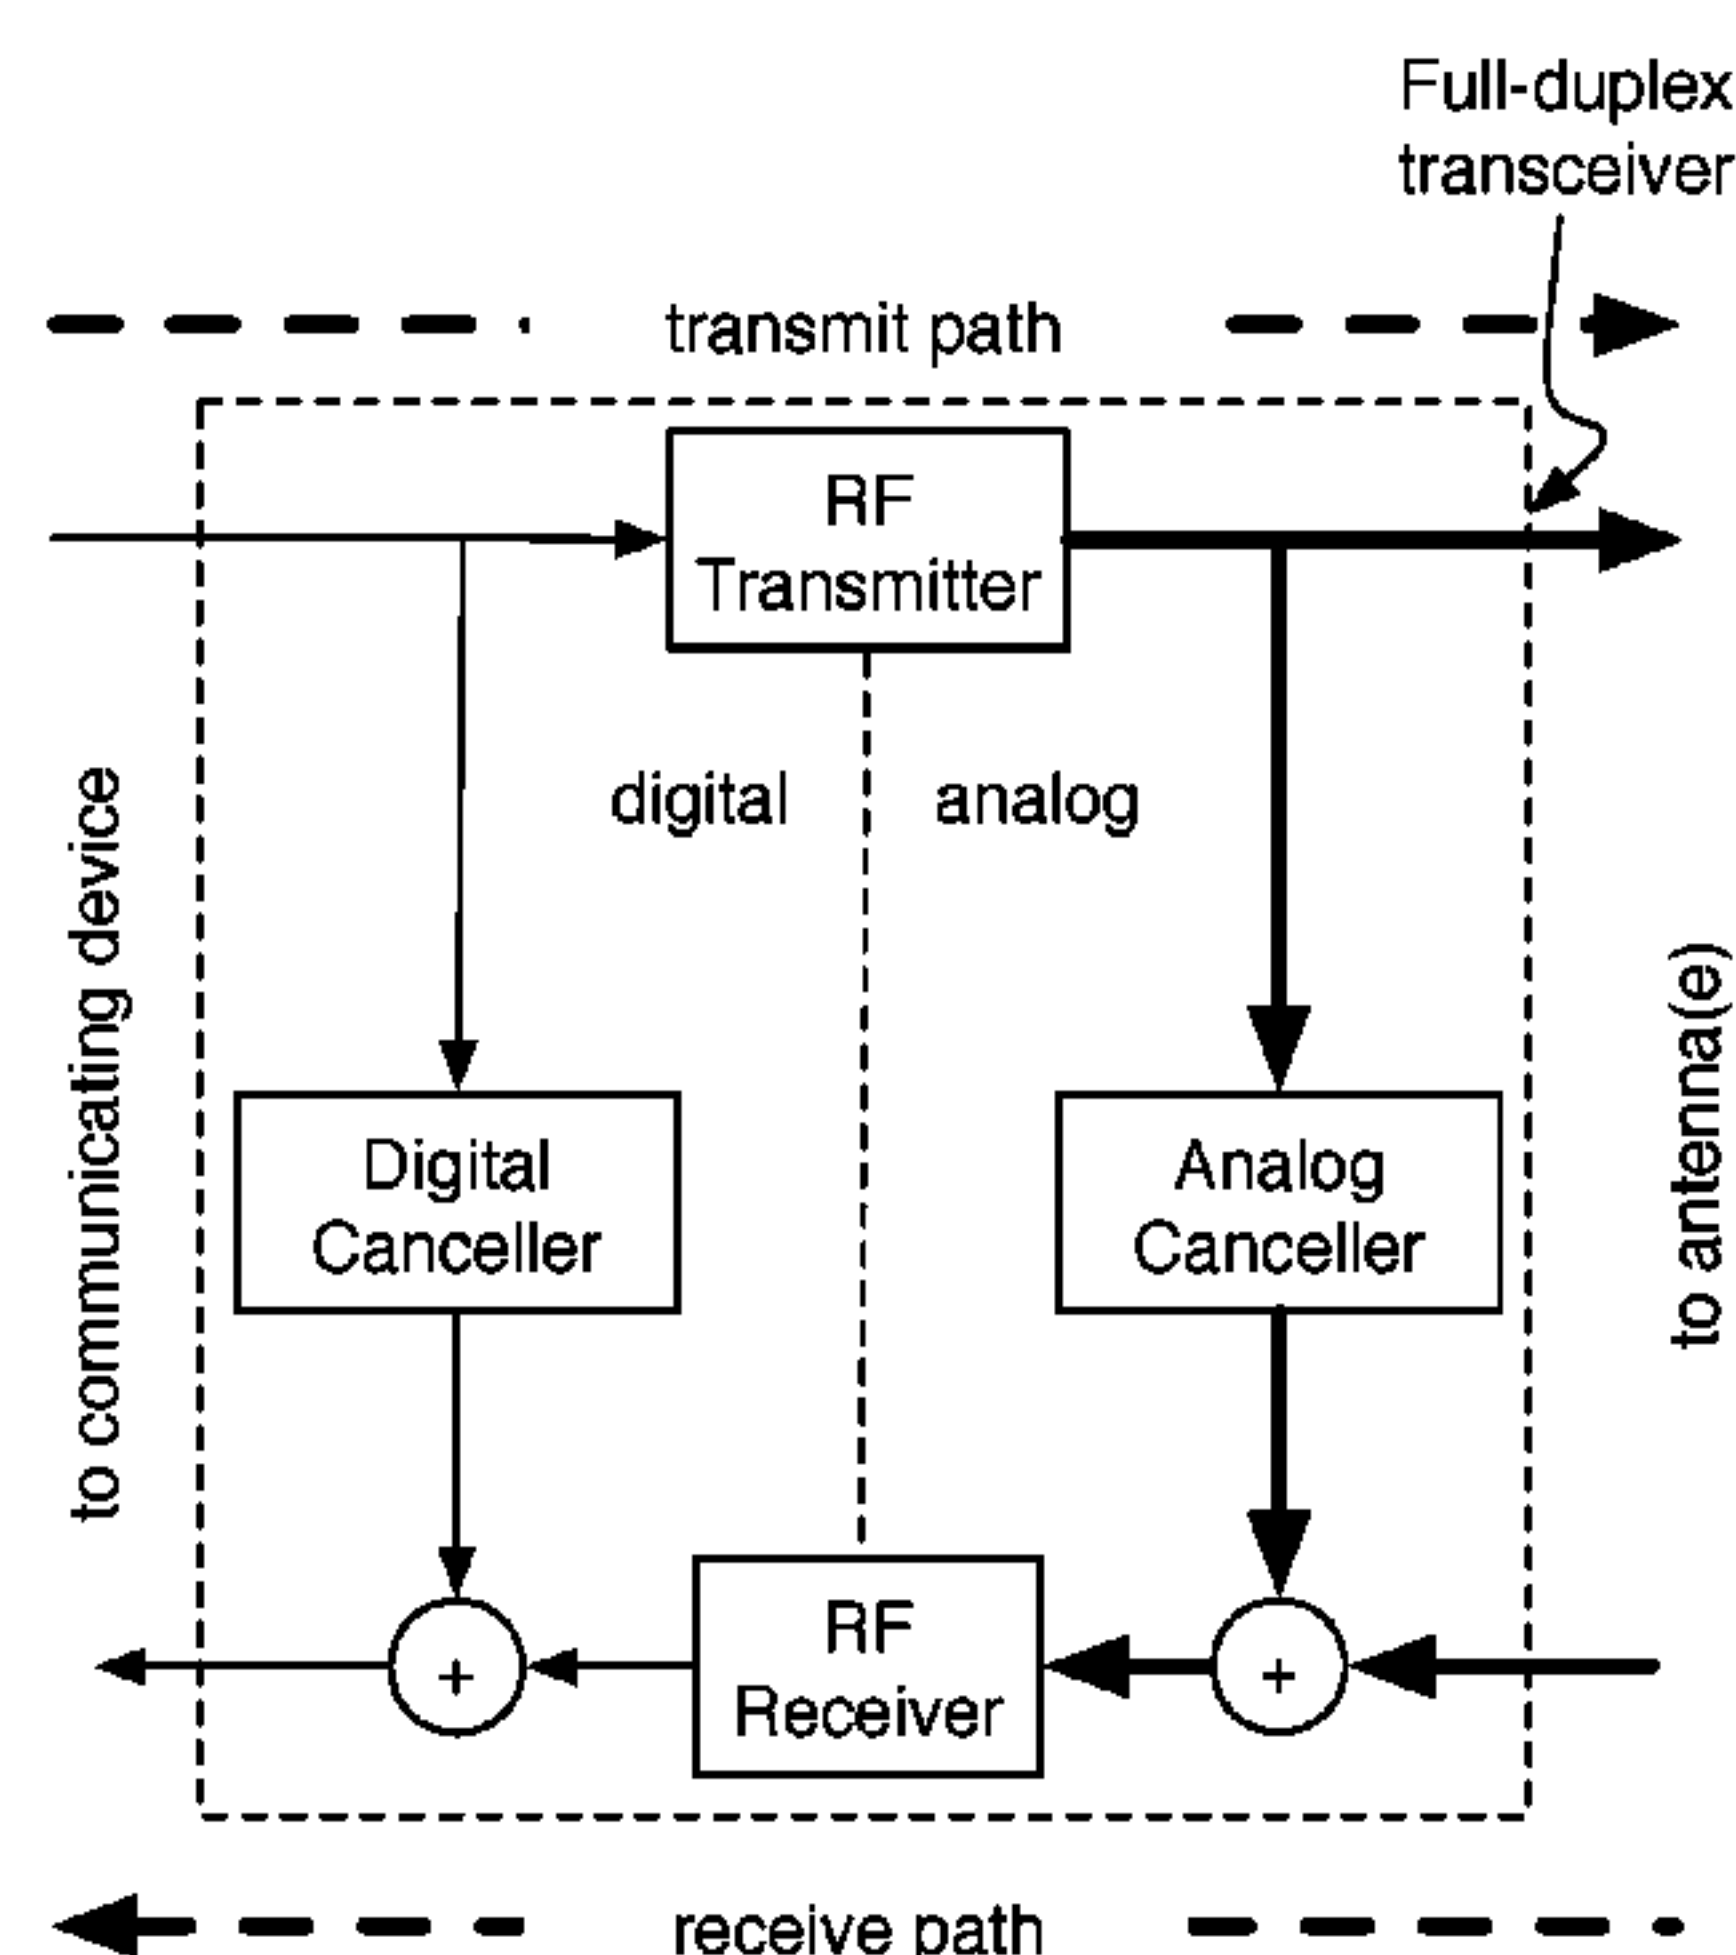 Full-duplex
transceiver
transmit path
RF
Transmitter
digital
analog
to communicating device
to antenna(e)
Digital
Canceller
Analog
Canceller
+
RF
Receiver
+
receive path